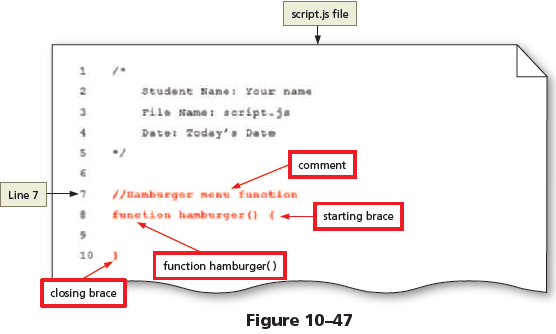 script.js file
1 /*
2 Student Name: Your name
3 File Name: script.js
4 Date: Today's Date
5 */
6
comment
Line 7
7 //Hamburger menu function
8 function hamburger() {
starting brace
9
10 }
function hamburger( )
closing brace
Figure 10–47